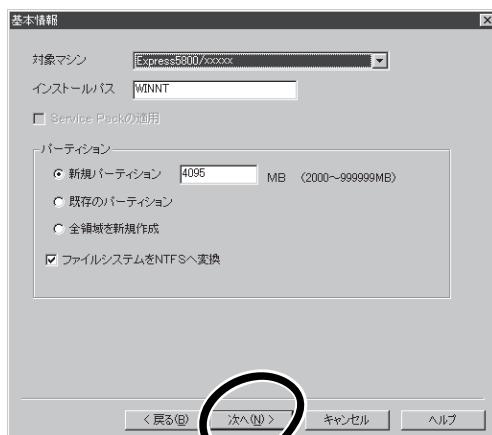 基本情報
対象マシン Express5800/xxxxx
インストールパス WINNT
Service Packの適用
パーティション
新規パーティション 4095 MB （2000～999999MB）
既存のパーティション
全領域を新規作成
ファイルシステムをNTFSへ変換
< 戻る(B) 次へ(N) > キャンセル ヘルプ